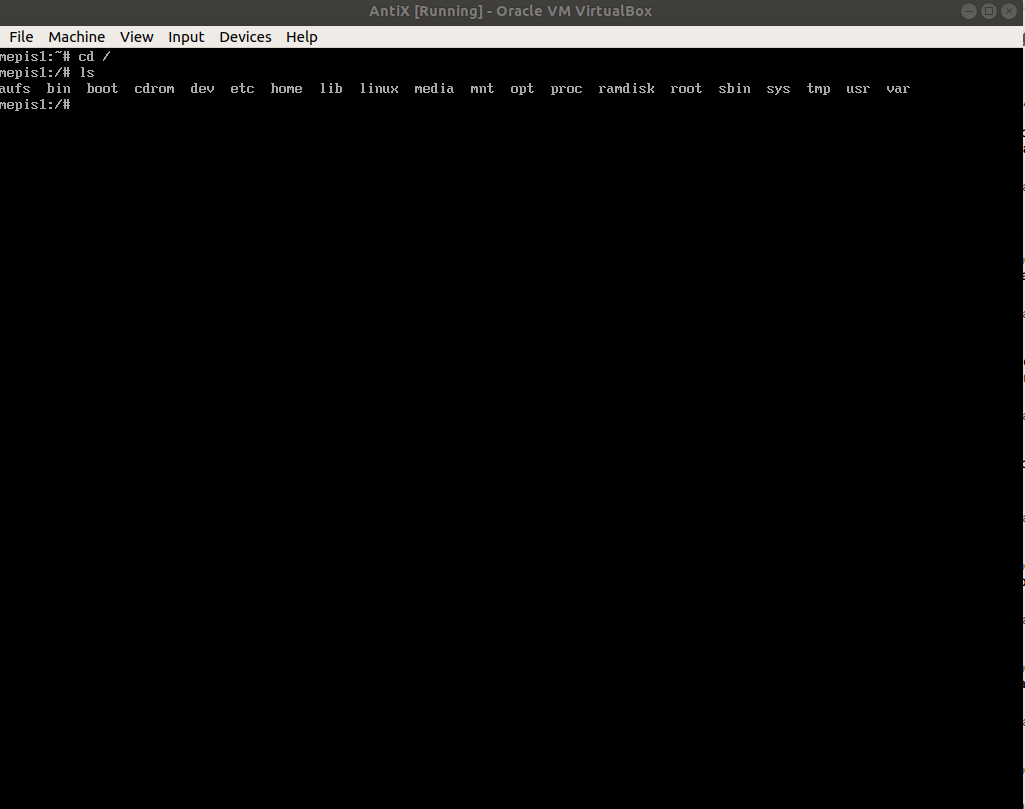 AntiX [Running] - Oracle VM VirtualBox
File Machine View Input Devices Help
mepis1:~# cd /
mepis1:/# ls
aufs bin boot cdrom dev etc home lib linux media mnt opt proc ramdisk root sbin sys tmp usr var
mepis1:/#